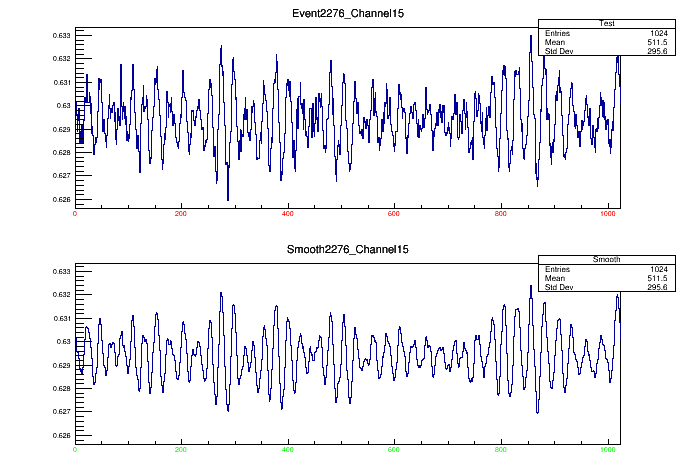 Event2276_Channel15
Test
Entries 1024
Mean 511.5
Std Dev 295.6
0.633
0.632
0.631
0.63
0.629
0.628
0.627
0.626
0 200 400 600 800 1000
Smooth2276_Channel15
Smooth
Entries 1024
Mean 511.5
Std Dev 295.6
0.633
0.632
0.631
0.63
0.629
0.628
0.627
0.626
0 200 400 600 800 1000